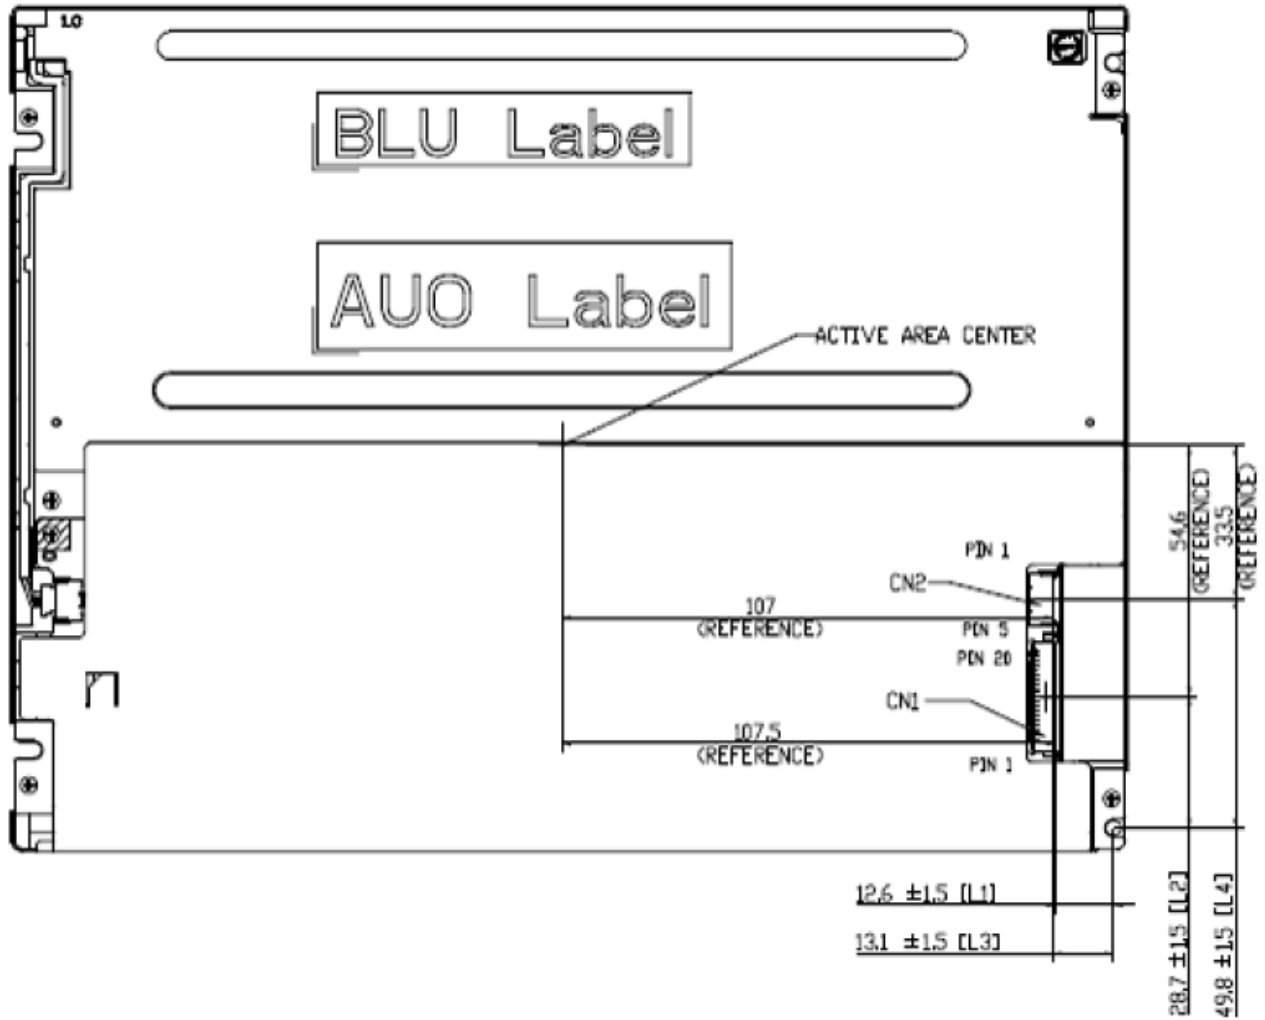 1.0
BLU Label
AUO Label
ACTIVE AREA CENTER
54.6
(REFERENCE)
33.5
(REFERENCE)
PIN 1
CN2
107
(REFERENCE)
PIN 5
PIN 20
CN1
107.5
(REFERENCE)
PIN 1
12.6 ±1.5 [L1]
13.1 ±1.5 [L3]
28.7 ±1.5 [L2]
49.8 ±1.5 [L4]